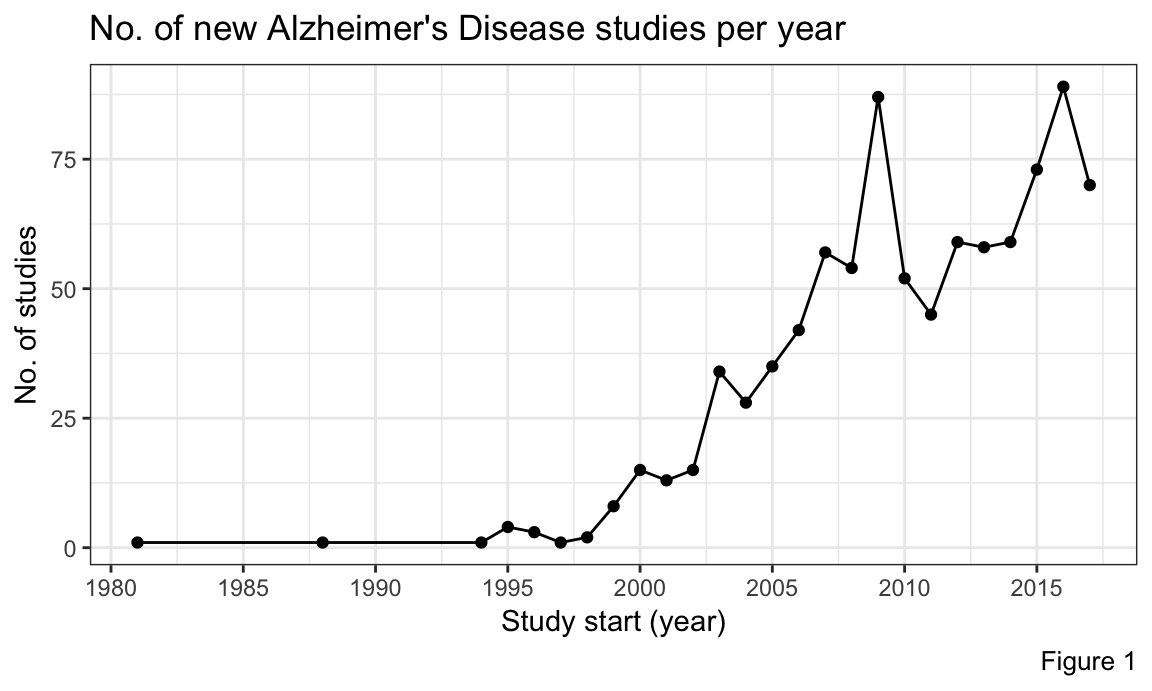 No. of new Alzheimer's Disease studies per year
No. of studies
75
50
25
0
1980 1985 1990 1995 2000 2005 2010 2015
Study start (year)
Figure 1